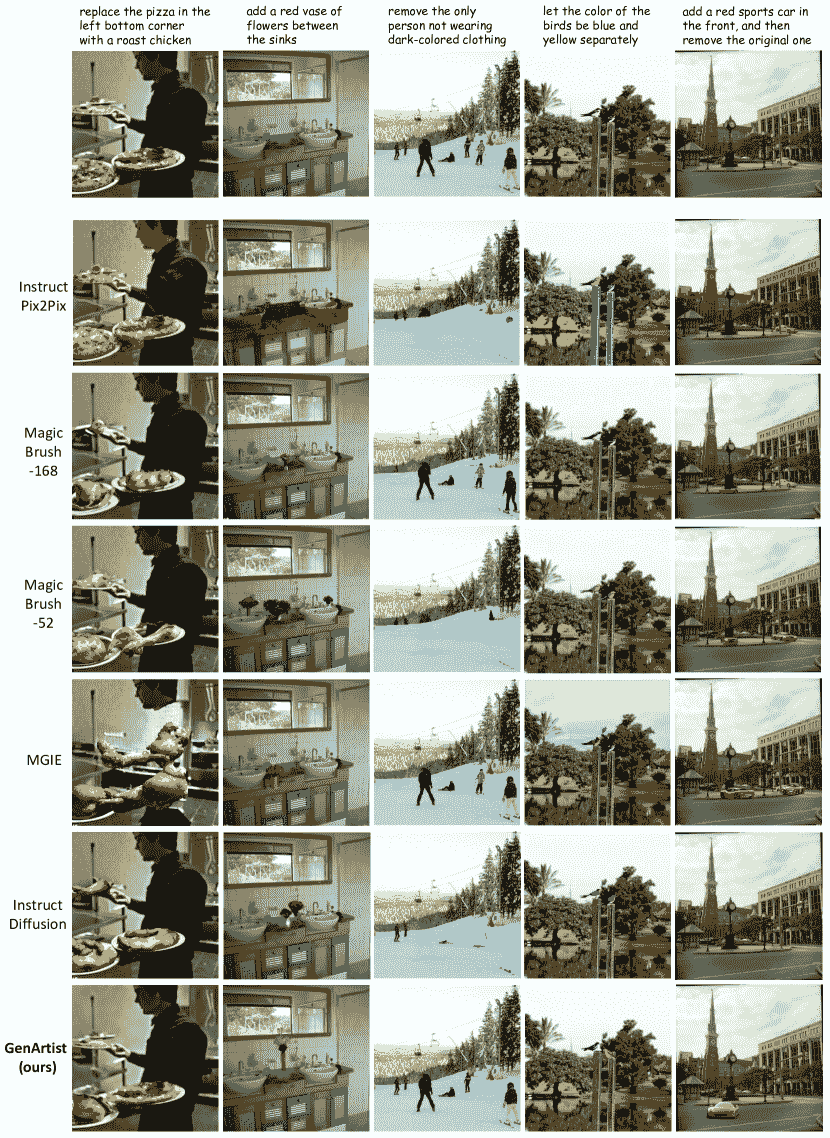 replace the pizza in the
left bottom corner
with a roast chicken
add a red vase of
flowers between
the sinks
remove the only
person not wearing
dark-colored clothing
let the color of the
birds be blue and
yellow separately
add a red sports car in
the front, and then
remove the original one
Instruct
Pix2Pix
Magic
Brush
-168
Magic
Brush
-52
MGIE
Instruct
Diffusion
GenArtist
(ours)